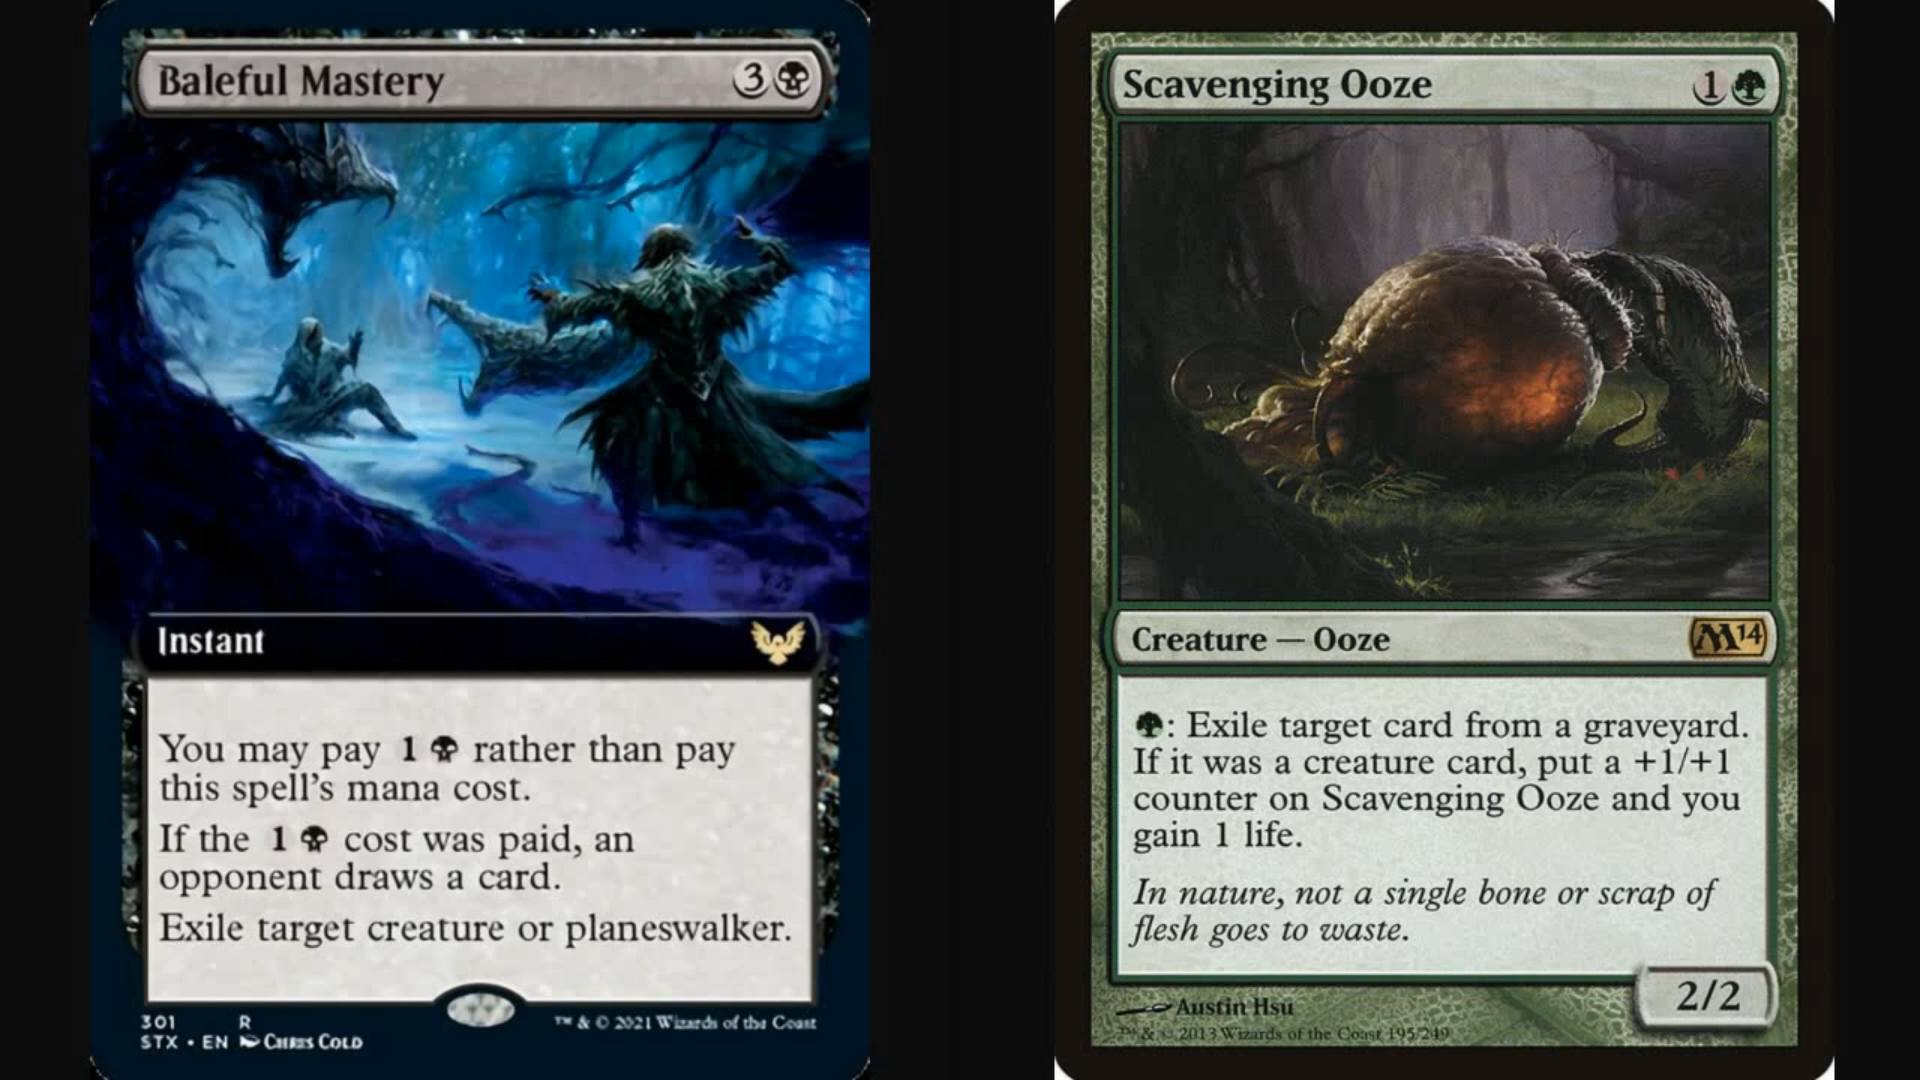 Baleful Mastery 3
Instant
You may pay 1 rather than pay
this spell's mana cost.
If the 1 cost was paid, an
opponent draws a card.
Exile target creature or planeswalker.
301 R
STX • EN Chris Cold
™ & © 2021 Wizards of the Coast
Scavenging Ooze 1
Creature — Ooze M14
: Exile target card from a graveyard.
If it was a creature card, put a +1/+1
counter on Scavenging Ooze and you
gain 1 life.
In nature, not a single bone or scrap of
flesh goes to waste.
2/2
Austin Hsu
™ & © 2013 Wizards of the Coast 195/249